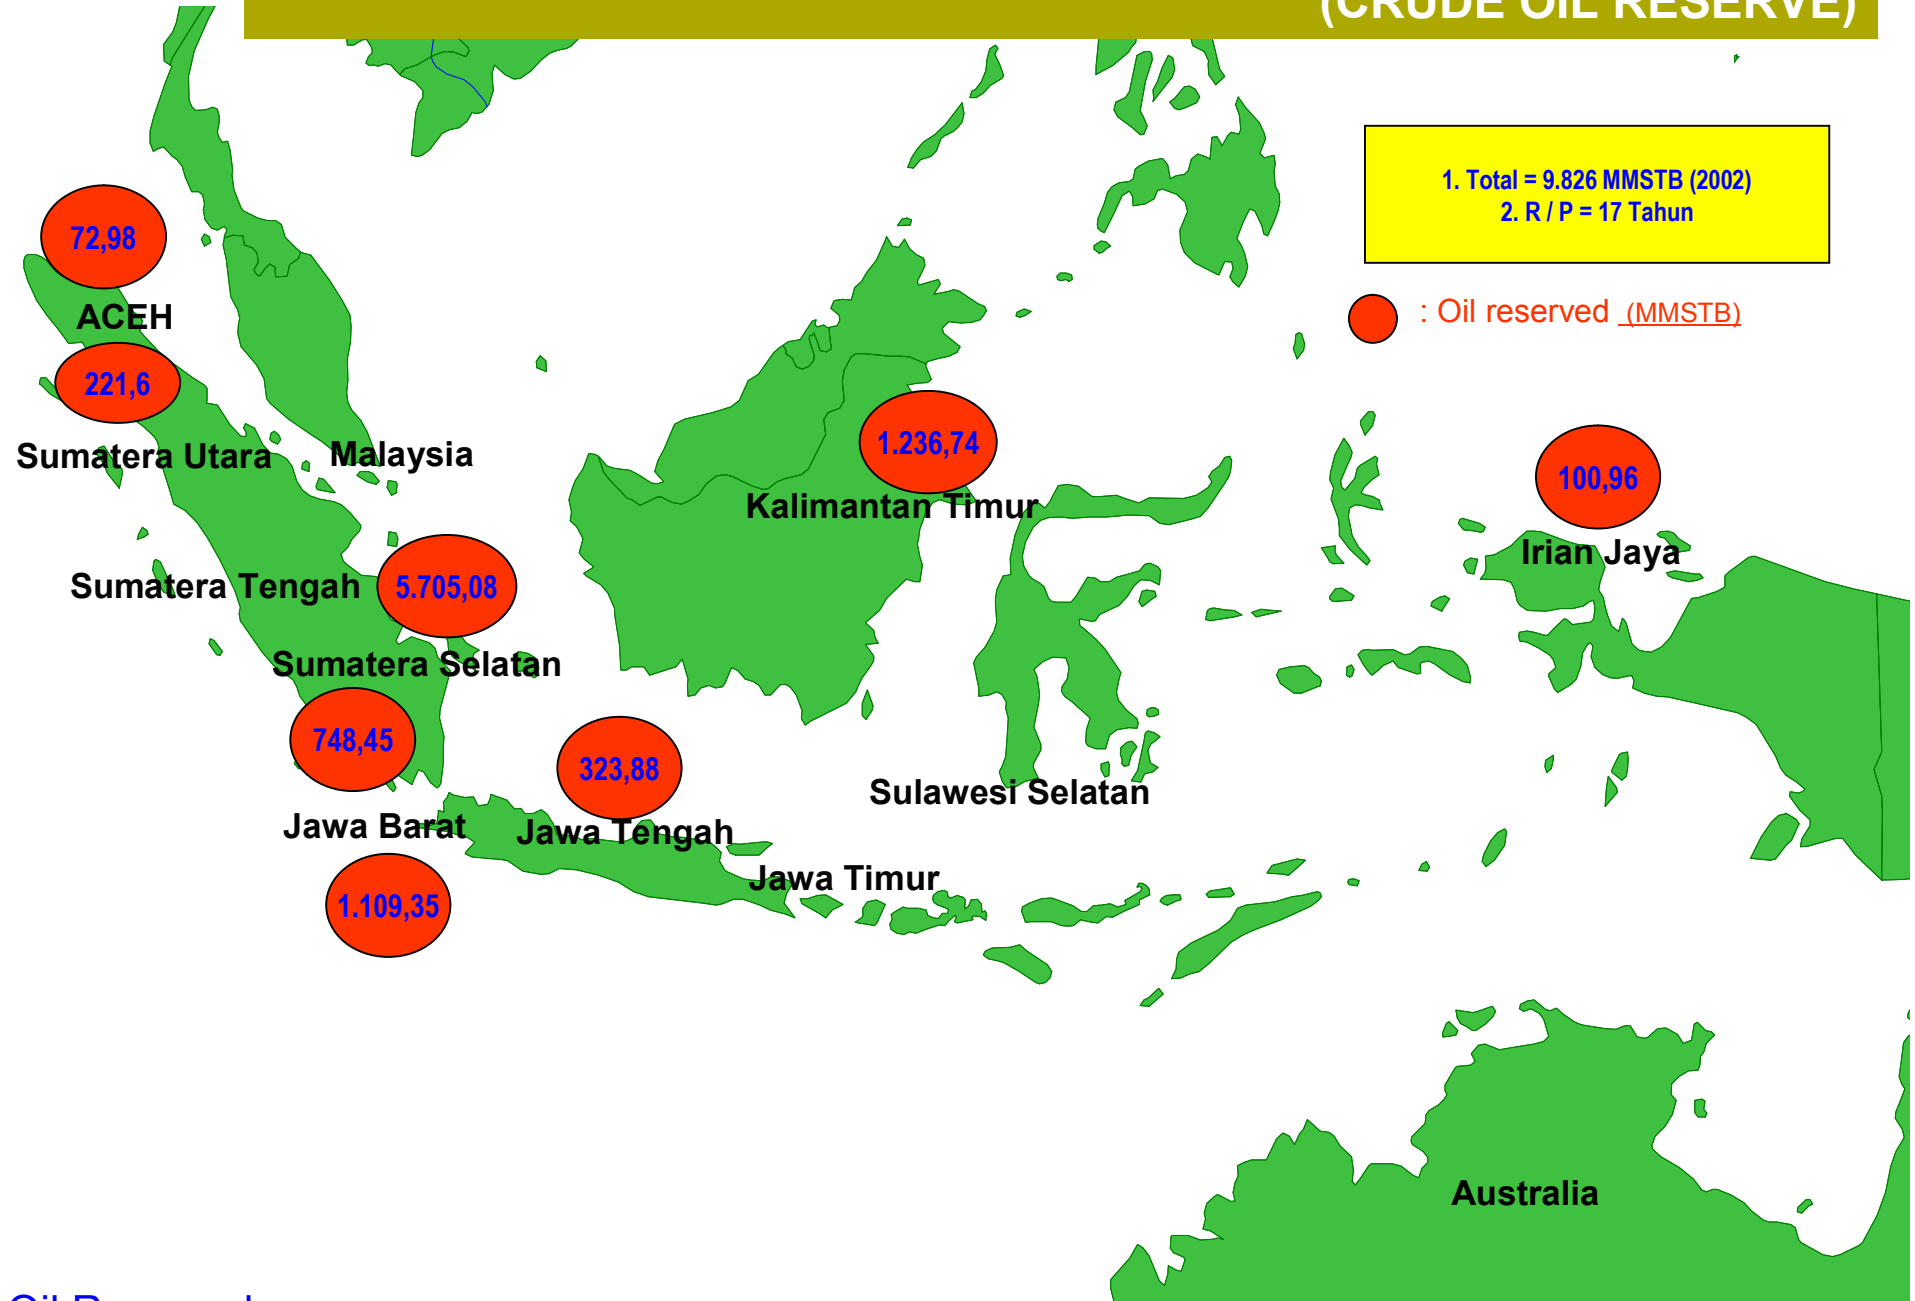 (CRUDE OIL RESERVE)
1. Total = 9.826 MMSTB (2002)
2. R / P = 17 Tahun
: Oil reserved (MMSTB)
72,98
ACEH
221,6
Sumatera Utara
Malaysia
1.236,74
Kalimantan Timur
100,96
Irian Jaya
Sumatera Tengah
5.705,08
Sumatera Selatan
748,45
323,88
Sulawesi Selatan
Jawa Barat
Jawa Tengah
Jawa Timur
1.109,35
Australia